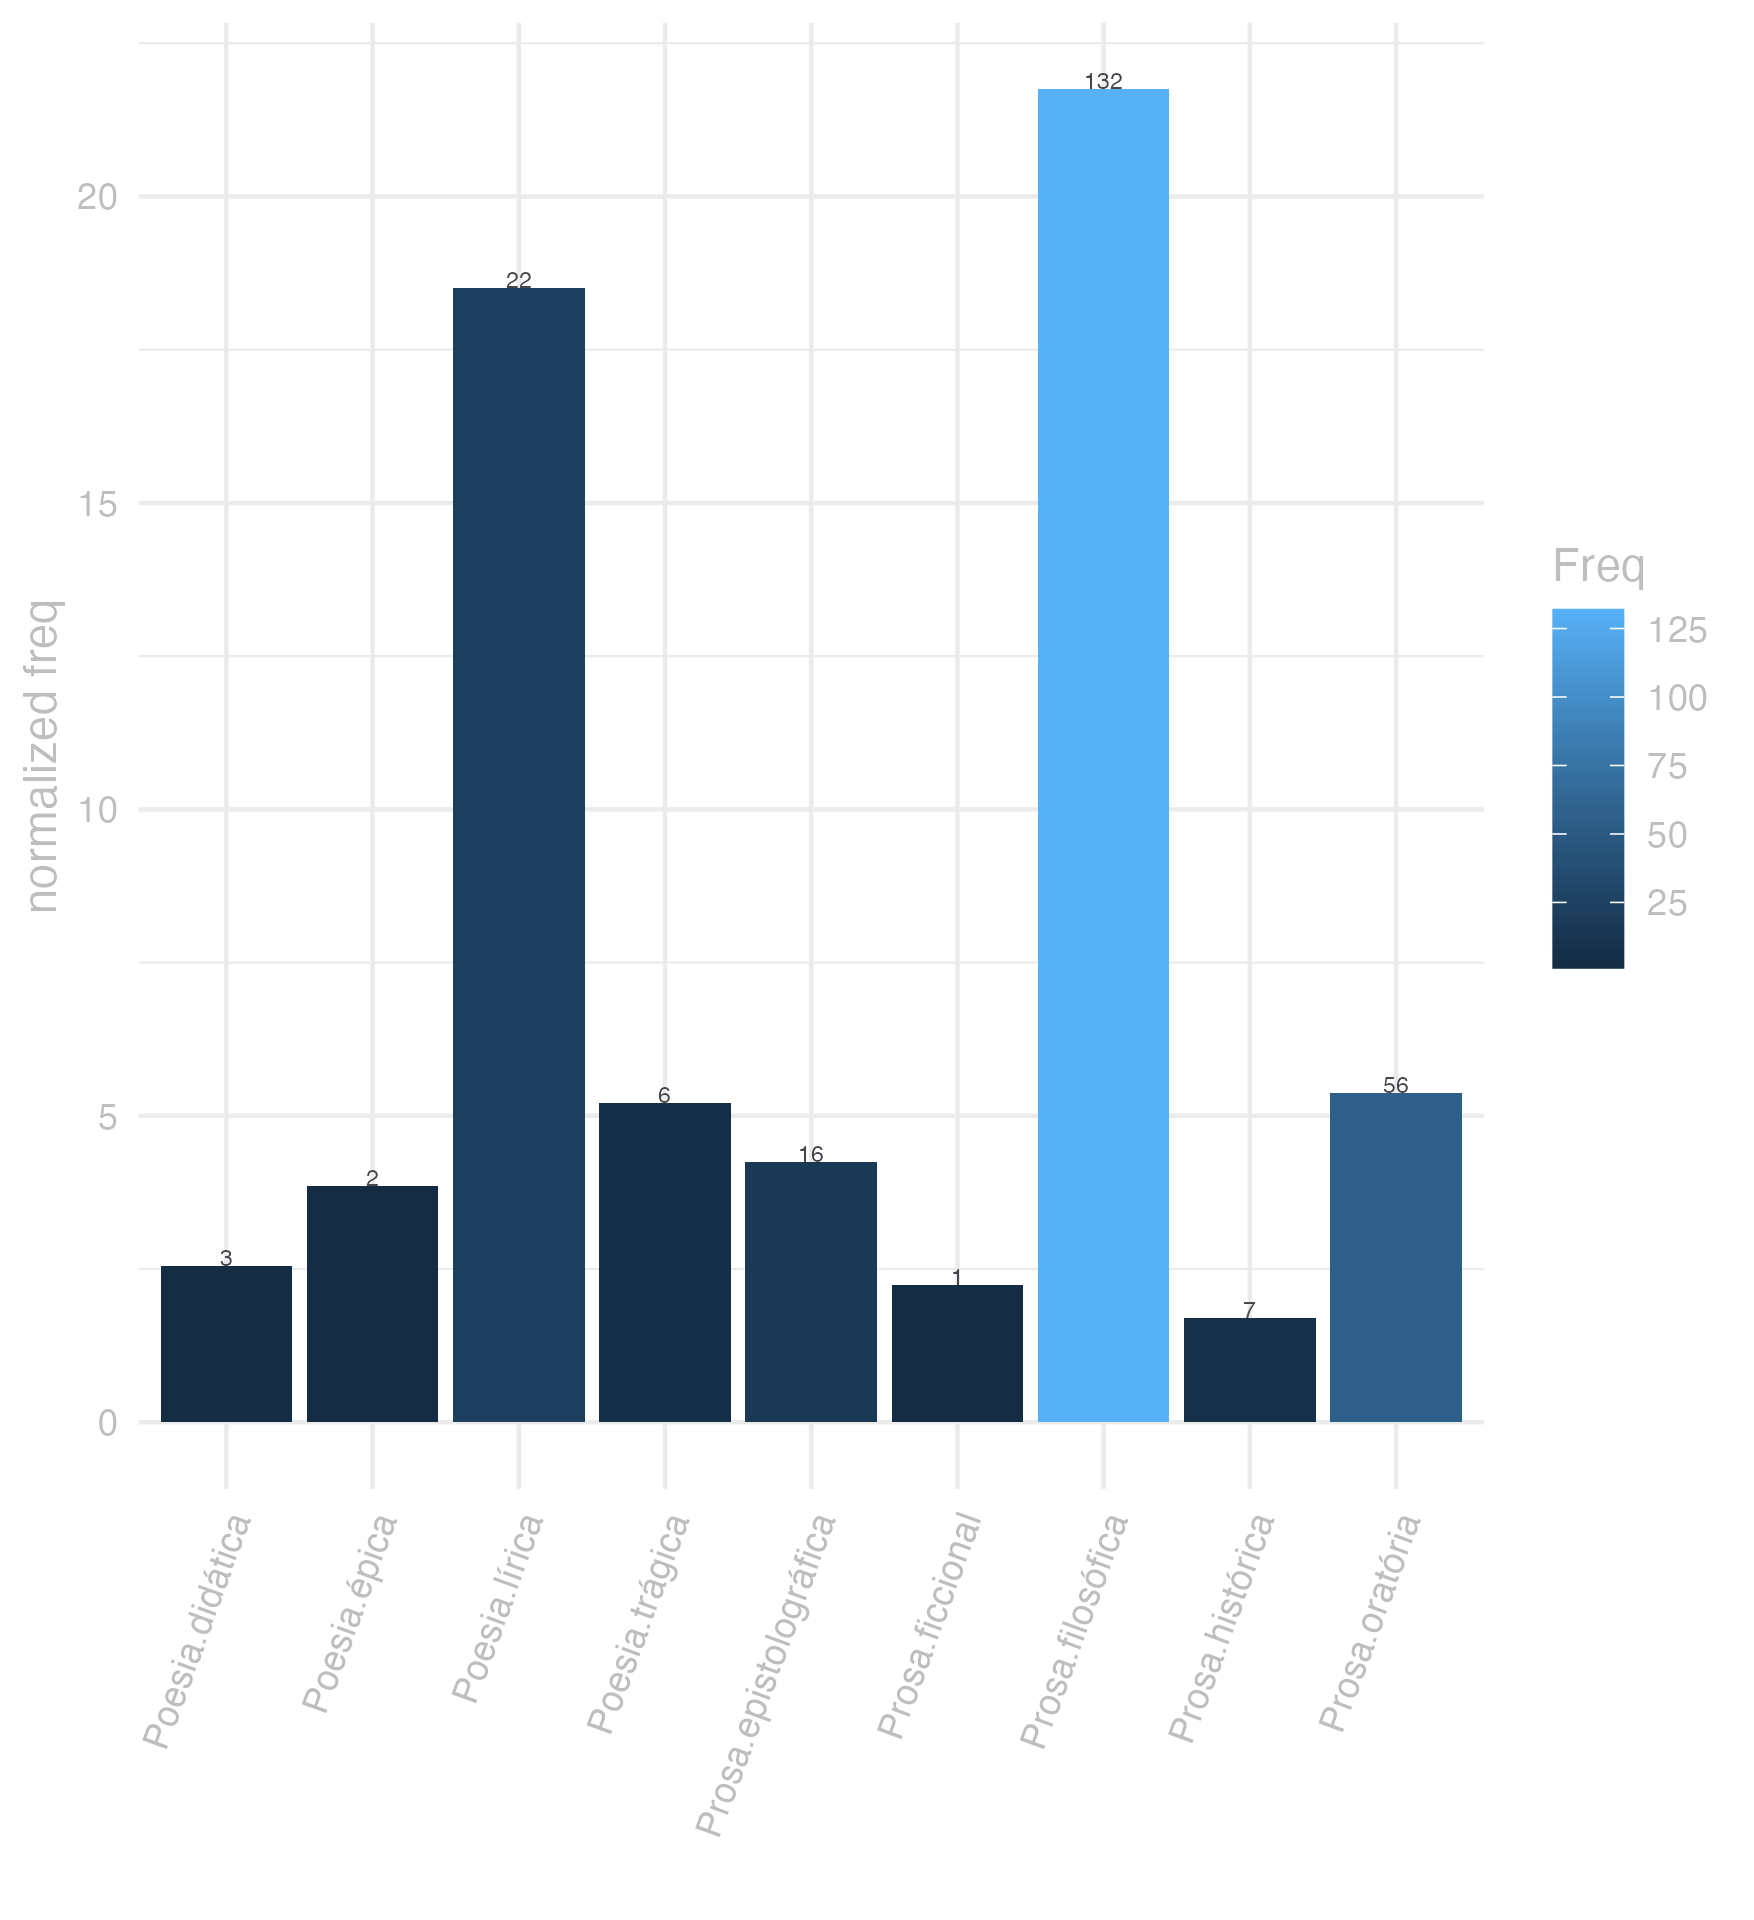 normalized freq
20
15
10
5
0
3
2
22
6
16
1
132
7
56
Poesia.didática
Poesia.épica
Poesia.lírica
Poesia.trágica
Prosa.epistolográfica
Prosa.ficcional
Prosa.filosófica
Prosa.histórica
Prosa.oratória
Freq
125
100
75
50
25